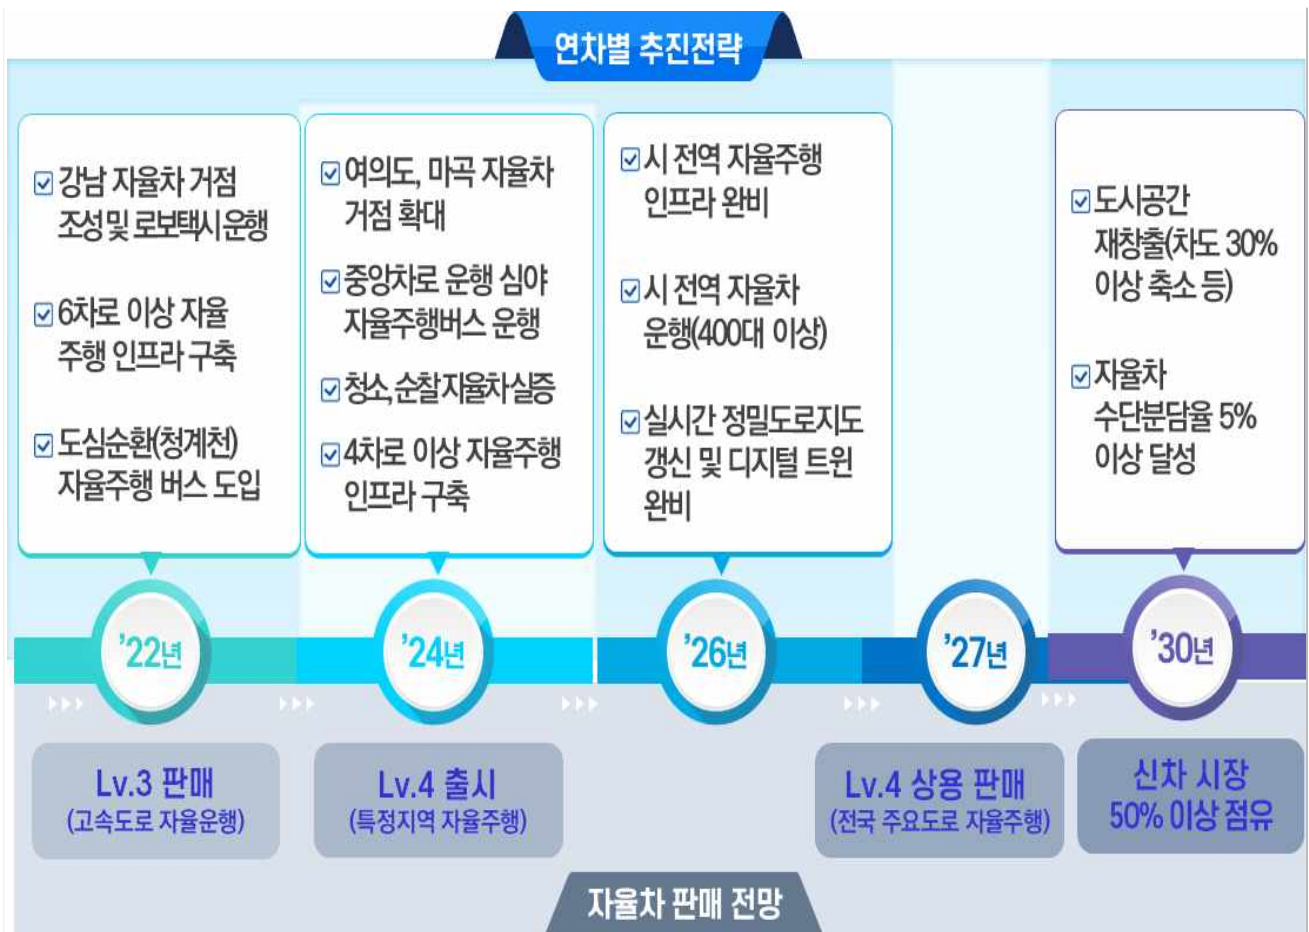 연차별 추진전략
강남 자율차 거점
조성 및 로보택시 운행
6차로 이상 자율
주행 인프라 구축
도심순환(청계천)
자율주행 버스 도입
여의도, 마곡 자율차
거점 확대
중앙차로 운행 심야
자율주행버스 운행
청소, 순찰 자율차 실증
4차로 이상 자율주행
인프라 구축
시 전역 자율주행
인프라 완비
시 전역 자율차
운행(400대 이상)
실시간 정밀도로지도
갱신 및 디지털 트윈
완비
도시공간
재창출(차도 30%
이상 축소 등)
자율차
수단분담율 5%
이상 달성
’22년
’24년
’26년
’27년
’30년
Lv.3 판매
(고속도로 자율운행)
Lv.4 출시
(특정지역 자율주행)
Lv.4 상용 판매
(전국 주요도로 자율주행)
신차 시장
50% 이상 점유
자율차 판매 전망